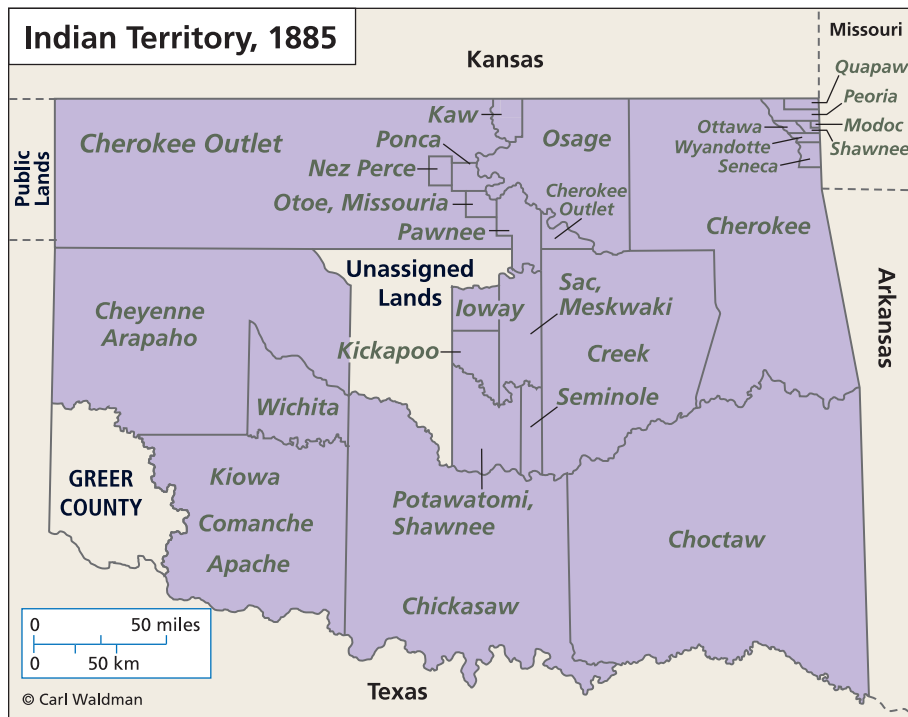 Indian Territory, 1885
Missouri
Kansas
Quapaw
Peoria
Kaw
Modoc
Ottawa
Shawnee
Wyandotte
Seneca
Cherokee Outlet
Ponca
Osage
Nez Perce
Public
Lands
Otoe, Missouria
Cherokee
Outlet
Cherokee
Pawnee
Unassigned
Lands
Sac,
Meskwaki
Arkansas
Cheyenne
Arapaho
Ioway
Kickapoo
Creek
Wichita
Seminole
GREER
COUNTY
Kiowa
Comanche
Apache
Potawatomi,
Shawnee
Choctaw
Chickasaw
0 50 miles
0 50 km
Texas
© Carl Waldman